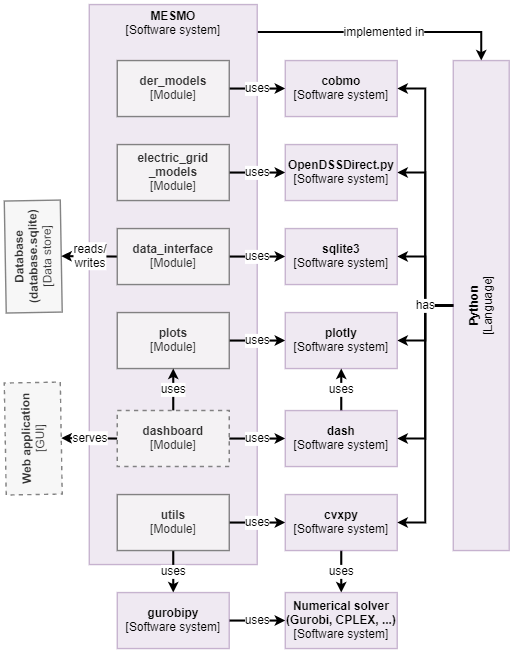 MESMO
[Software system]
implemented in
der_models
[Module]
uses
cobmo
[Software system]
electric_grid
_models
[Module]
uses
OpenDSSDirect.py
[Software system]
Database
(database.sqlite)
[Data store]
reads/
writes
data_interface
[Module]
uses
sqlite3
[Software system]
has
Python
[Language]
plots
[Module]
uses
plotly
[Software system]
uses
uses
Web application
[GUI]
serves
dashboard
[Module]
uses
dash
[Software system]
utils
[Module]
uses
cvxpy
[Software system]
uses
uses
gurobipy
[Software system]
uses
Numerical solver
(Gurobi, CPLEX, ...)
[Software system]